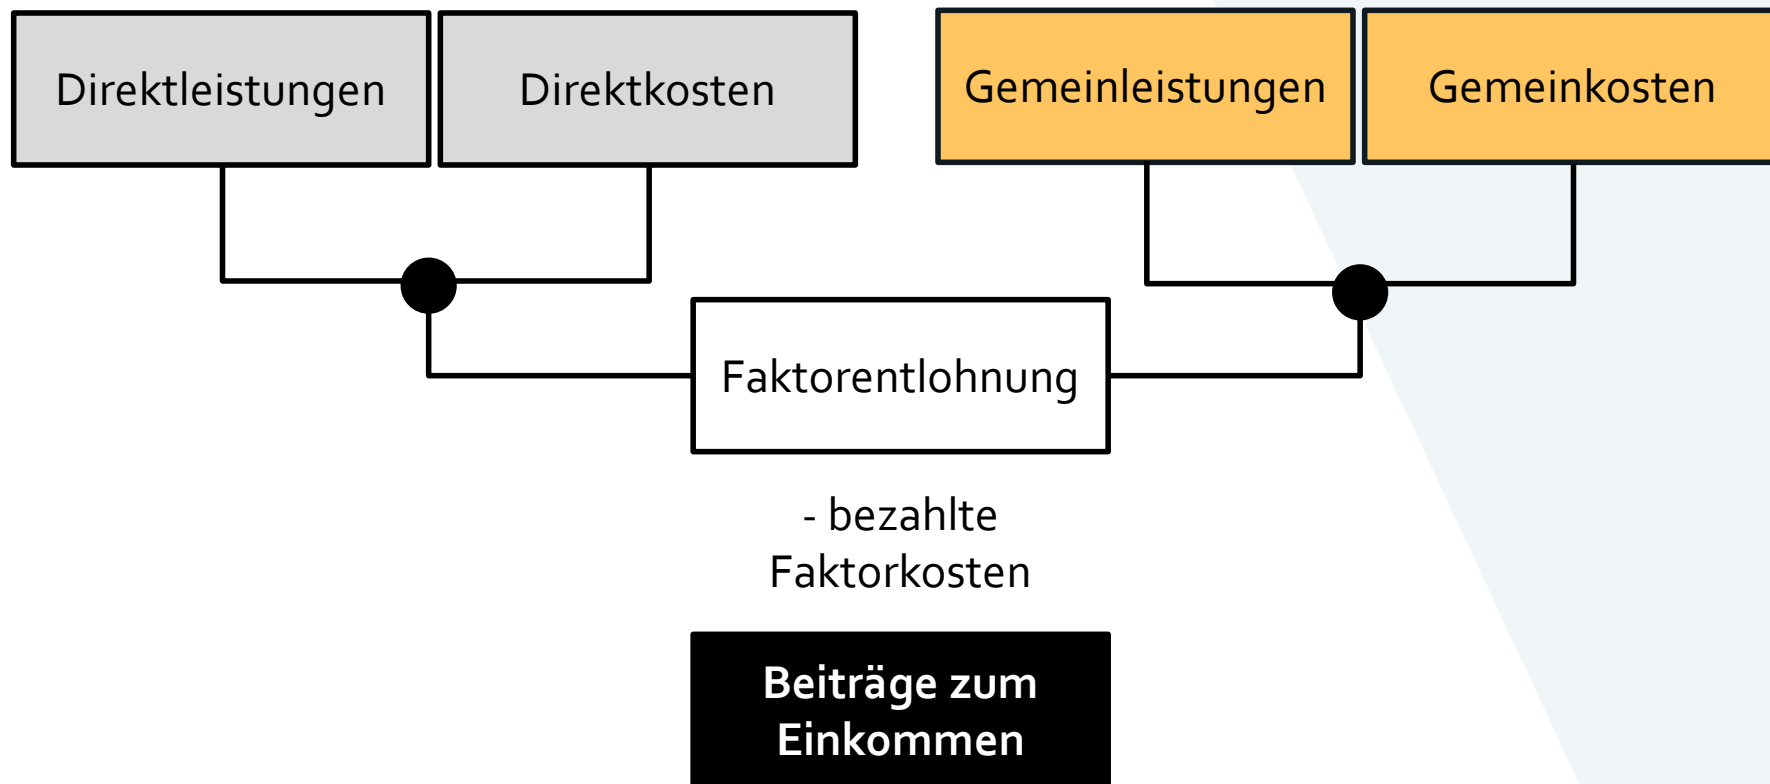 Direktleistungen
Direktkosten
Gemeinleistungen
Gemeinkosten
Faktorentlohnung
- bezahlte
Faktorkosten
Beiträge zum
Einkommen